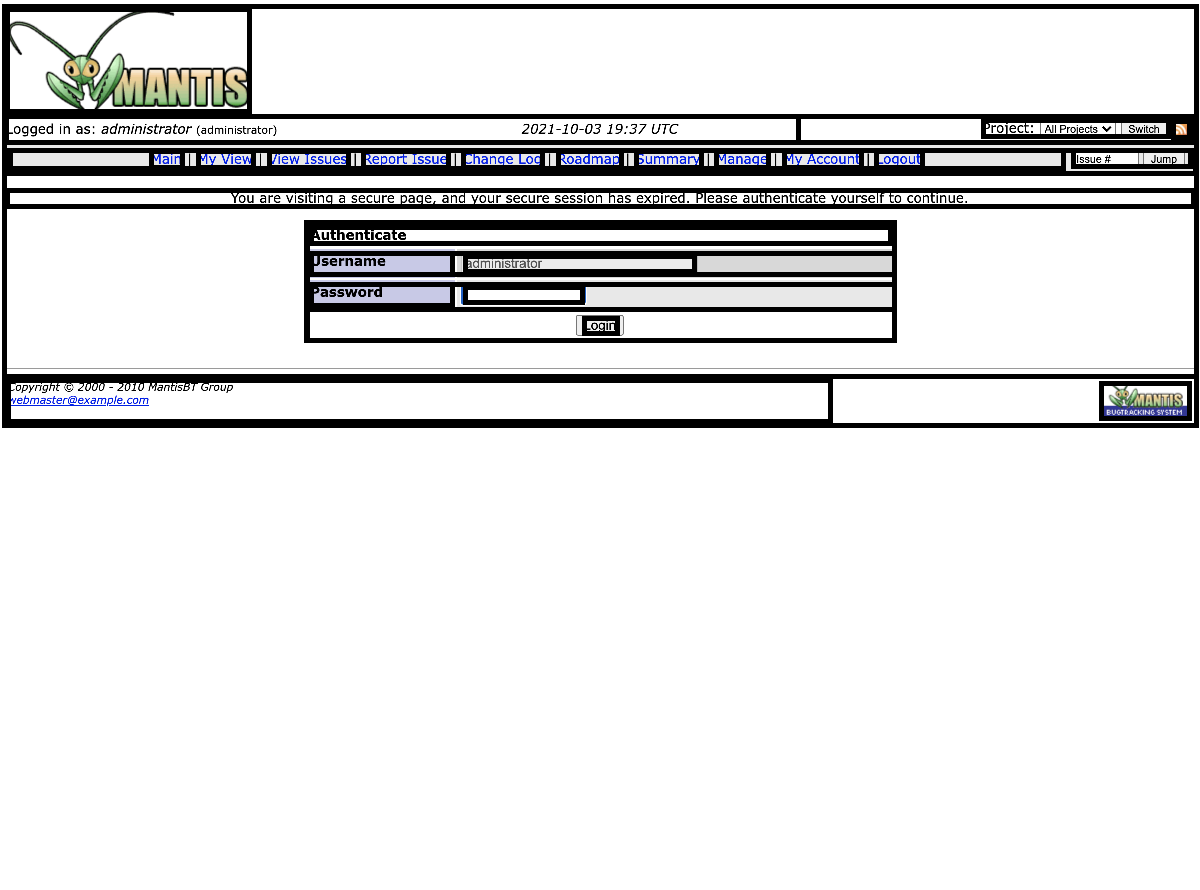 MANTIS
Logged in as: administrator (administrator) 2021-10-03 19:37 UTC Project: All Projects Switch
Main | My View | View Issues | Report Issue | Change Log | Roadmap | Summary | Manage | My Account | Logout Issue # Jump
You are visiting a secure page, and your secure session has expired. Please authenticate yourself to continue.
Authenticate
Username administrator
Password
Login
Copyright © 2000 - 2010 MantisBT Group
webmaster@example.com
MANTIS
BUGTRACKING SYSTEM